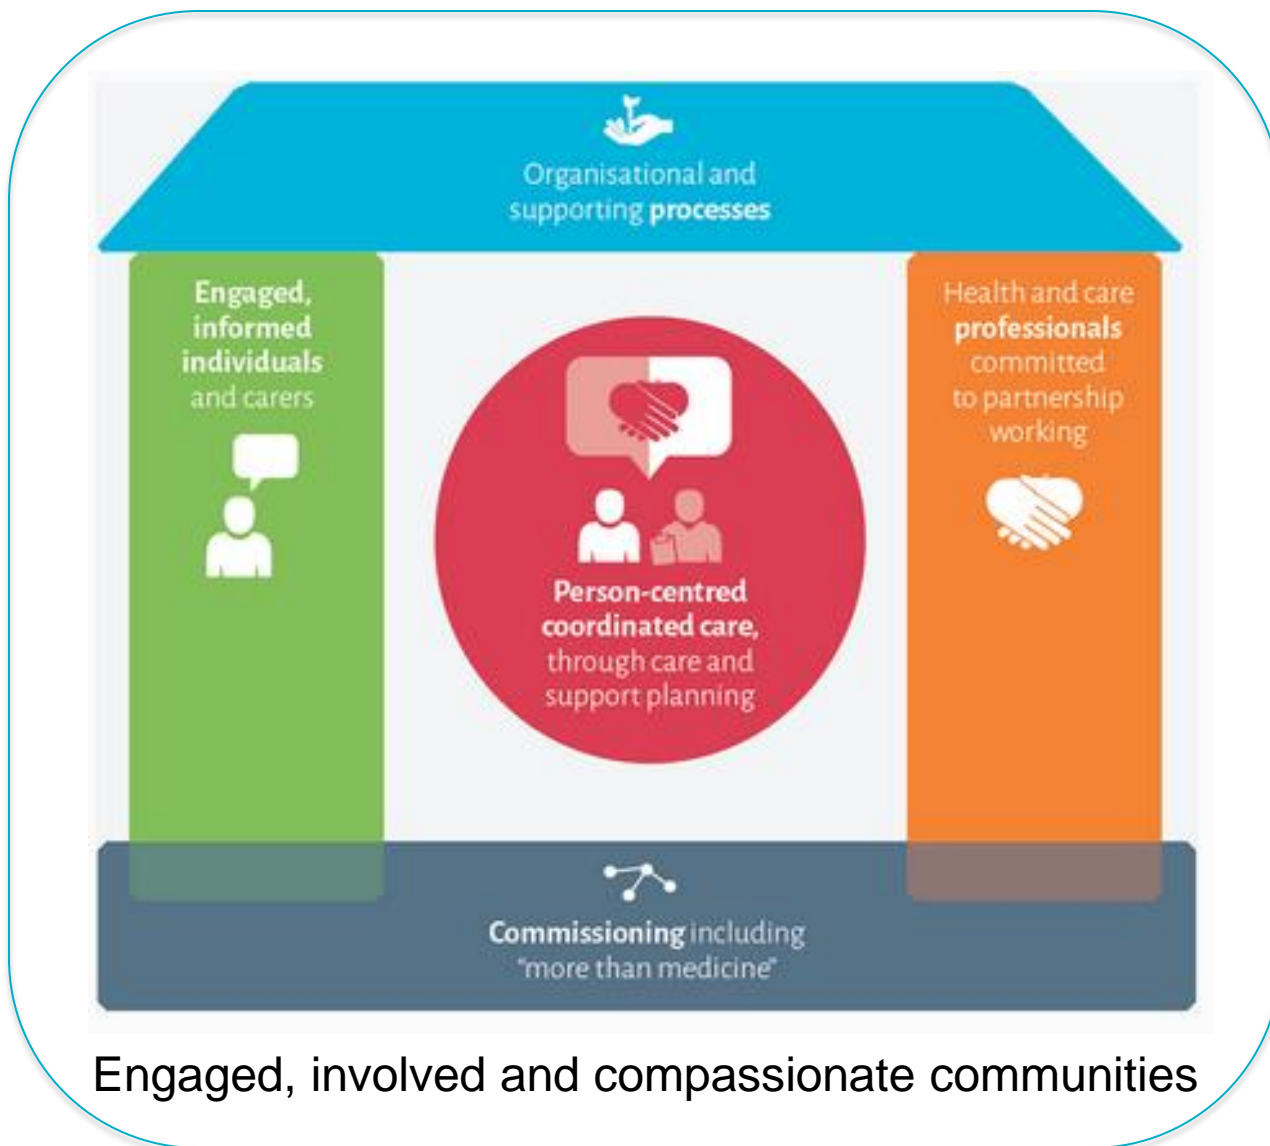 Organisational and
supporting processes
Engaged,
informed
individuals
and carers
Health and care
professionals
committed
to partnership
working
Person-centred
coordinated care,
through care and
support planning
Commissioning including
"more than medicine"
Engaged, involved and compassionate communities